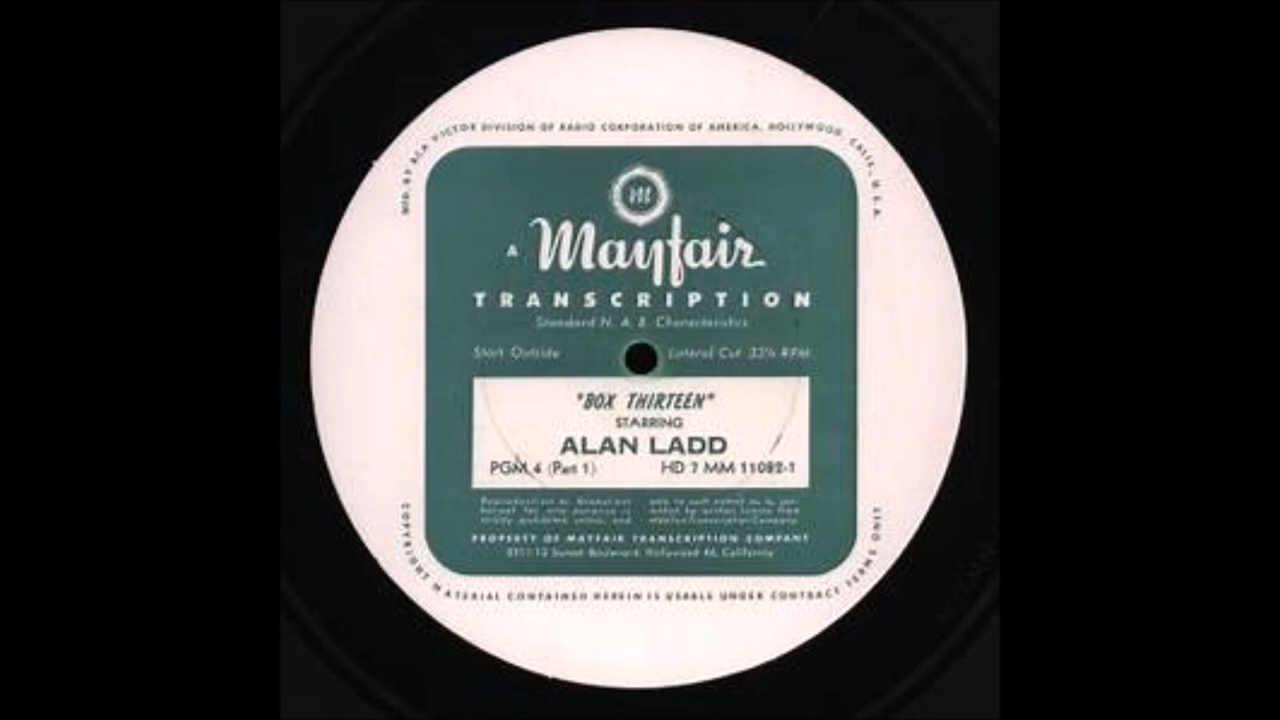 MFD. BY RCA VICTOR DIVISION OF RADIO CORPORATION OF AMERICA, HOLLYWOOD, CALIF., U.S.A.
m
A Mayfair
TRANSCRIPTION
Standard N. A. B. Characteristics
Start Outside
Lateral Cut 33⅓ RPM
"BOX THIRTEEN"
STARRING
ALAN LADD
PGM 4 (Part 1) HD 7 MM 11082-1
PROPERTY OF MAYFAIR TRANSCRIPTION COMPANY
Sunset Boulevard, Hollywood 46, California
COPYRIGHT MATERIAL CONTAINED HEREIN IS USABLE UNDER CONTRACT TERMS ONLY